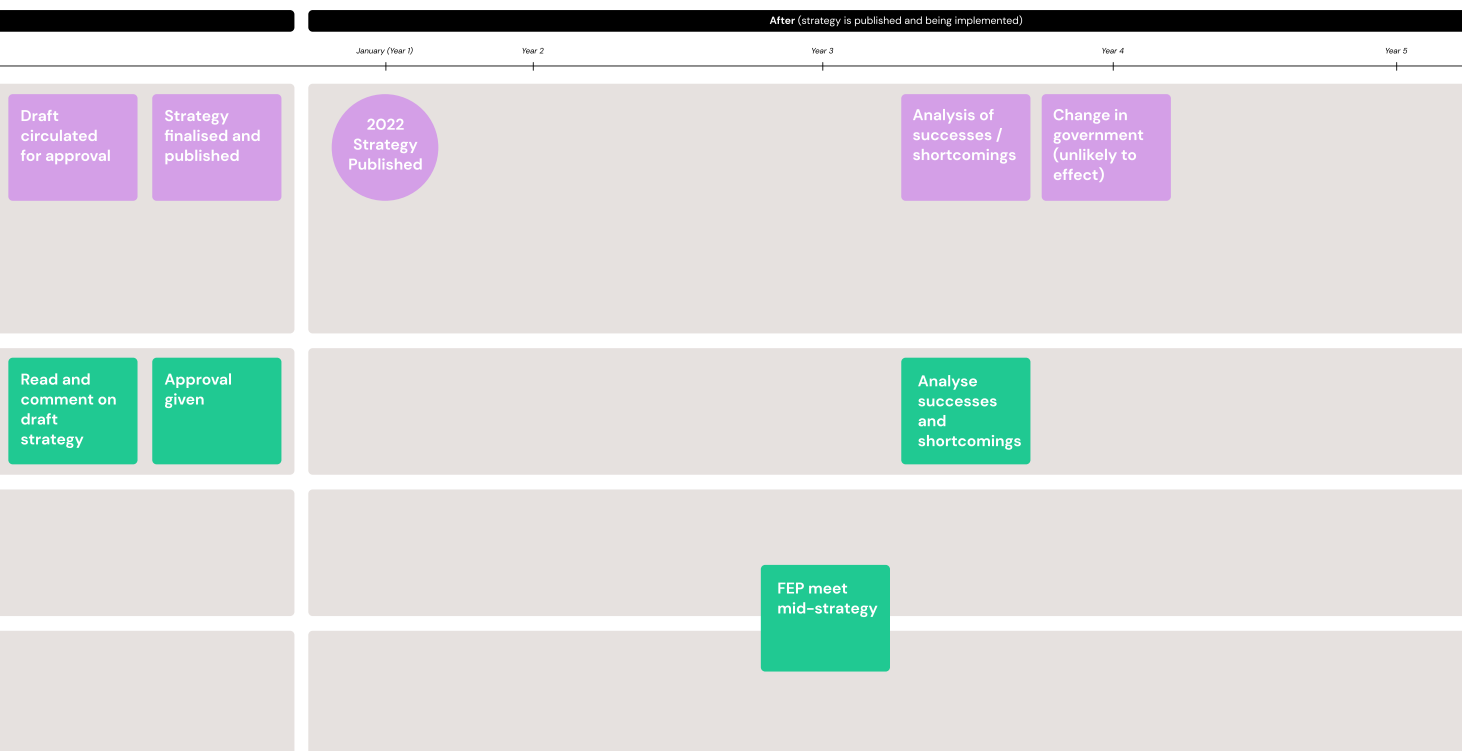 After (strategy is published and being implemented)
January (Year 1)
Year 2
Year 3
Year 4
Year 5
Draft
circulated
for approval
Strategy
finalised and
published
2022
Strategy
Published
Analysis of
successes /
shortcomings
Change in
government
(unlikely to
effect)
Read and
comment on
draft
strategy
Approval
given
Analyse
successes
and
shortcomings
FEP meet
mid-strategy